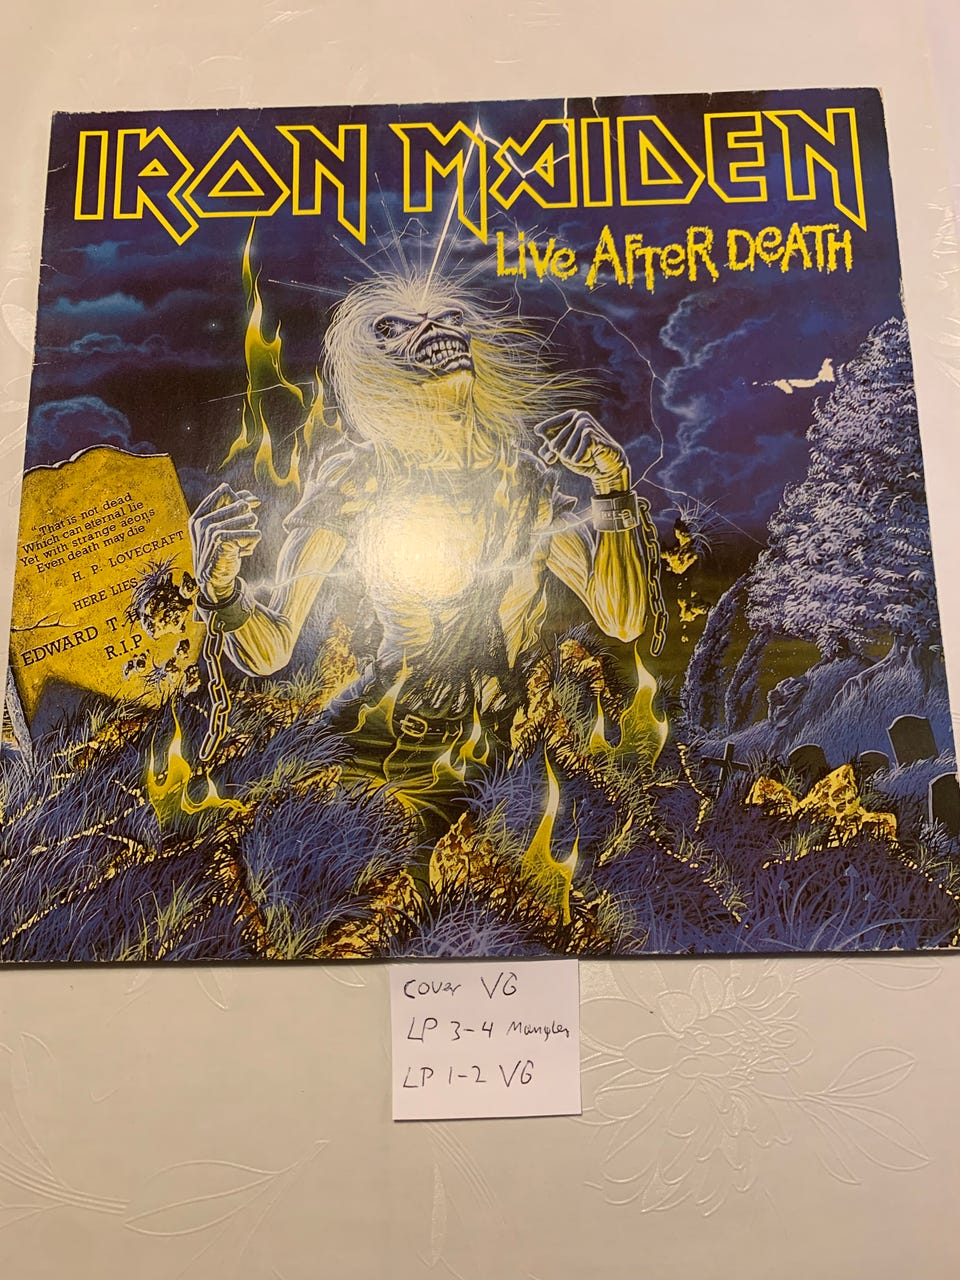 IRON MAIDEN
LIVE AFTER DEATH
"That is not dead
Which can eternal lie
Yet with strange aeons
Even death may die"
H. P. LOVECRAFT
HERE LIES
EDWARD T.
R.I.P.
Cover VG
LP 3-4 Mangler
LP 1-2 VG